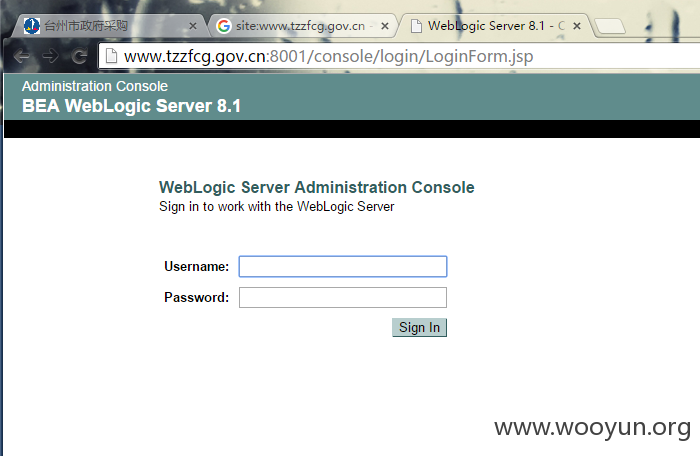 台州市政府采购
site:www.tzzfcg.gov.cn -
WebLogic Server 8.1 - C
www.tzzfcg.gov.cn:8001/console/login/LoginForm.jsp
Administration Console
BEA WebLogic Server 8.1
WebLogic Server Administration Console
Sign in to work with the WebLogic Server
Username:
Password:
Sign In
www.wooyun.org